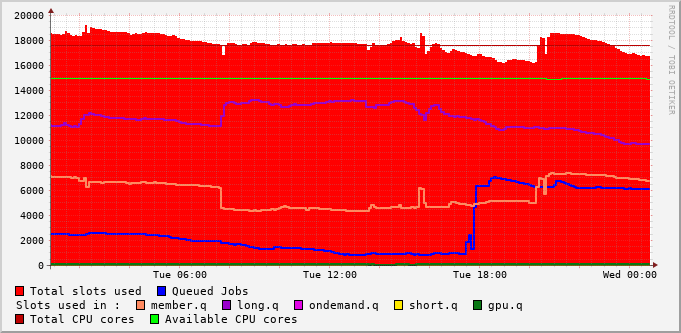 20000
18000
16000
14000
12000
10000
8000
6000
4000
2000
0
Tue 06:00 Tue 12:00 Tue 18:00 Wed 00:00
Total slots used Queued Jobs
Slots used in : member.q long.q ondemand.q short.q gpu.q
Total CPU cores Available CPU cores
RRDTOOL / TOBI OETIKER